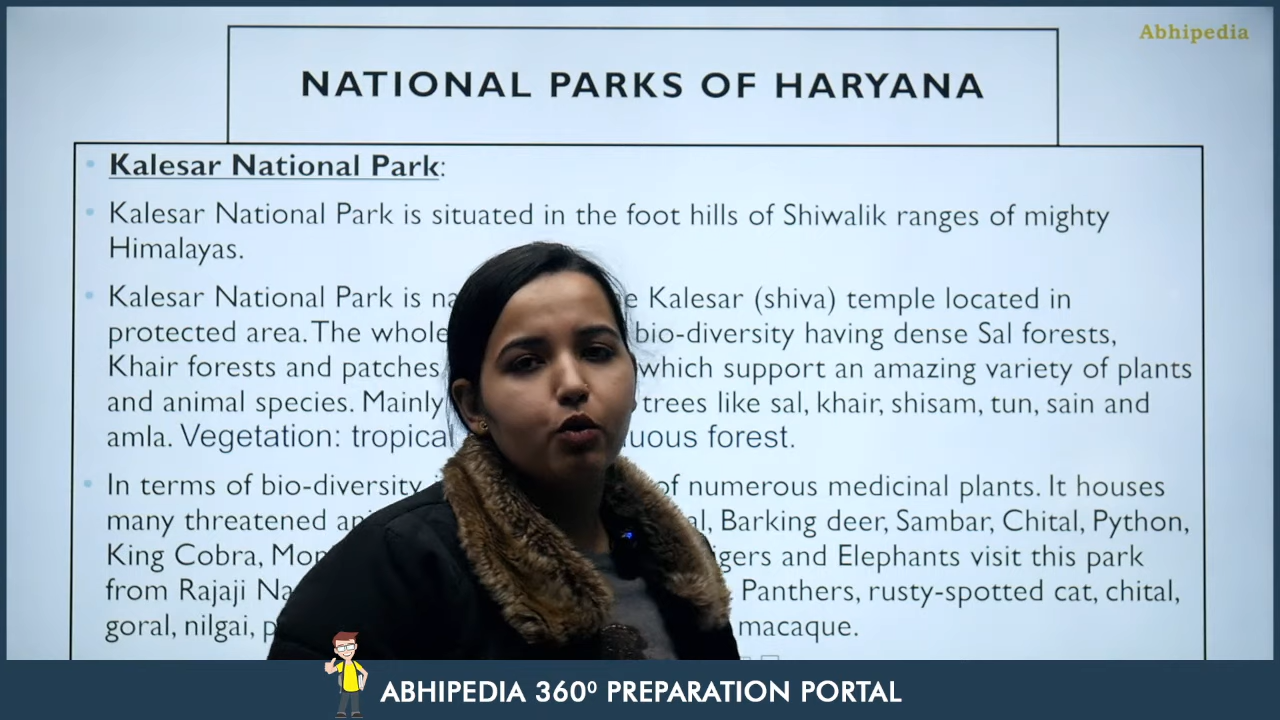 Abhipedia
NATIONAL PARKS OF HARYANA
• Kalesar National Park:
• Kalesar National Park is situated in the foot hills of Shiwalik ranges of mighty
Himalayas.
• Kalesar National Park is na e Kalesar (shiva) temple located in
protected area. The whole bio-diversity having dense Sal forests,
Khair forests and patches which support an amazing variety of plants
and animal species. Mainly trees like sal, khair, shisam, tun, sain and
amla. Vegetation: tropical uous forest.
• In terms of bio-diversity of numerous medicinal plants. It houses
many threatened ani al, Barking deer, Sambar, Chital, Python,
King Cobra, Mon igers and Elephants visit this park
from Rajaji Na Panthers, rusty-spotted cat, chital,
goral, nilgai, p macaque.
ABHIPEDIA 360⁰ PREPARATION PORTAL